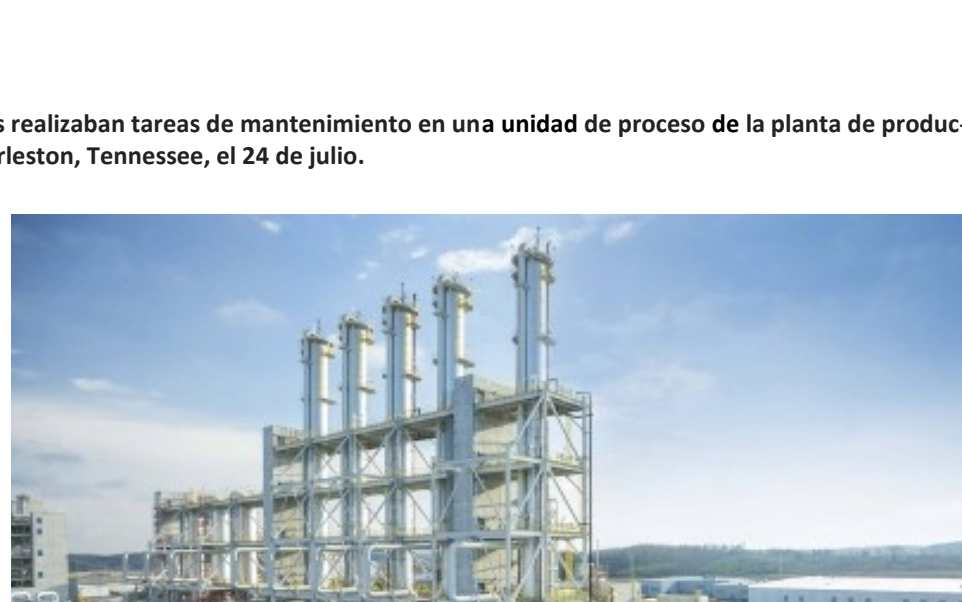 s realizaban tareas de mantenimiento en una unidad de proceso de la planta de produc-
rleston, Tennessee, el 24 de julio.